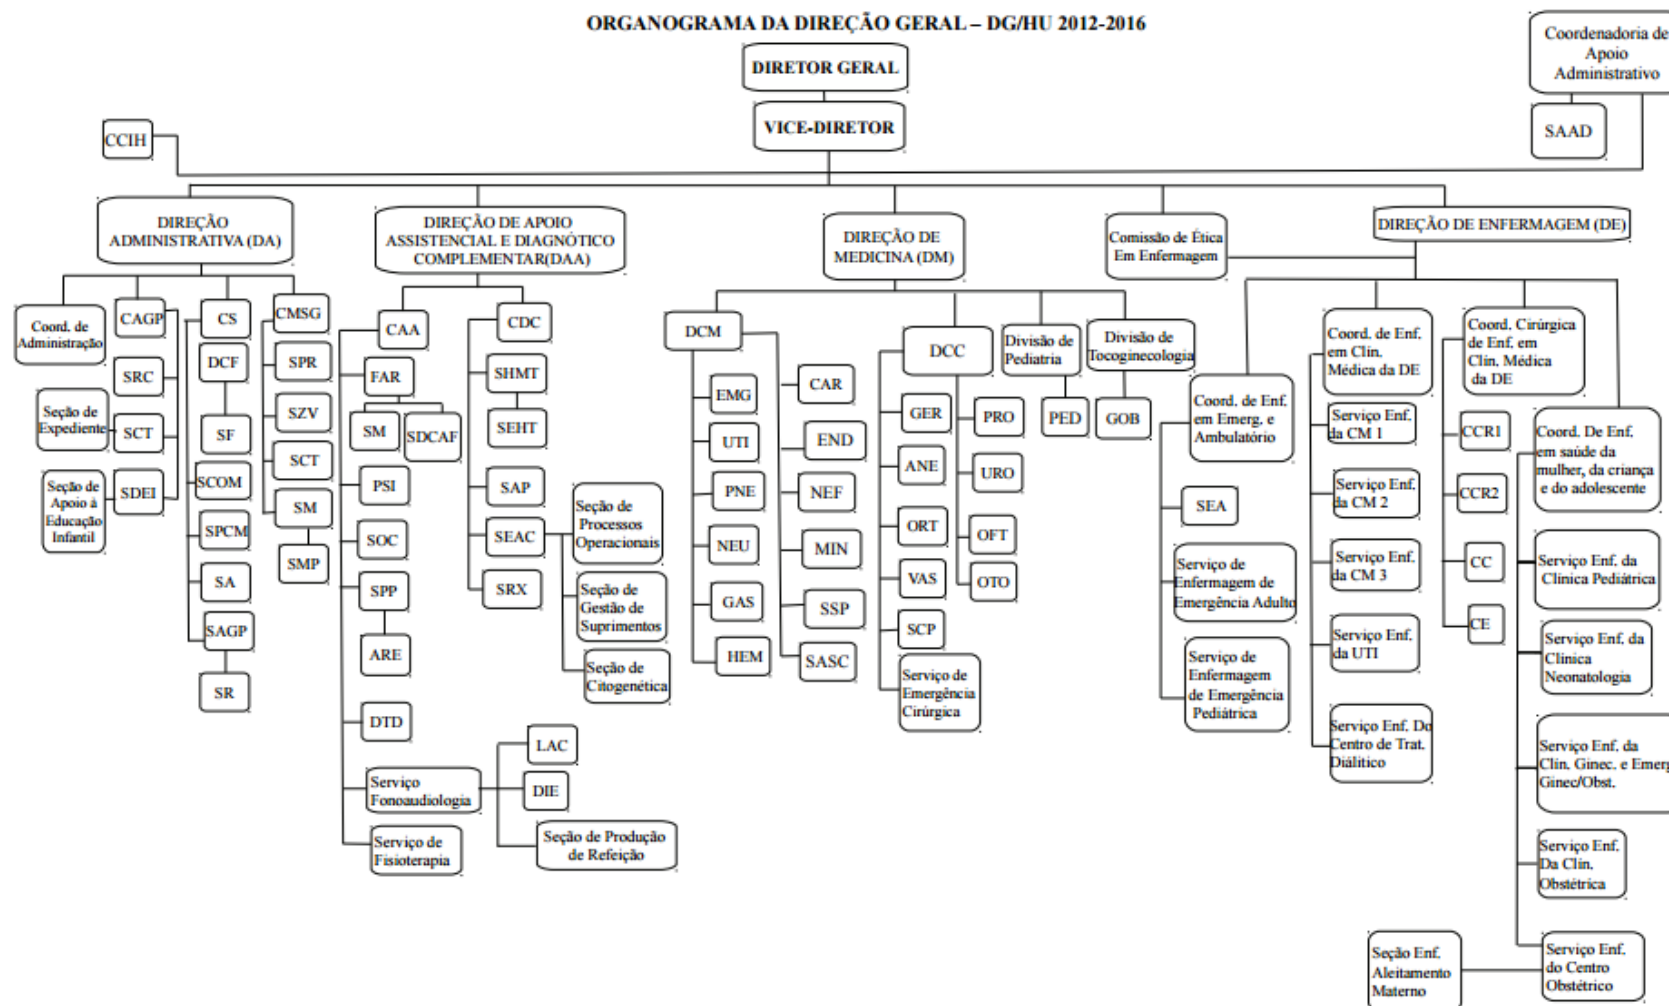 ORGANOGRAMA DA DIREÇÃO GERAL – DG/HU 2012-2016
DIRETOR GERAL
VICE-DIRETOR
Coordenadoria de
Apoio
Administrativo
SAAD
CCIH
DIREÇÃO
ADMINISTRATIVA (DA)
DIREÇÃO DE APOIO
ASSISTENCIAL E DIAGNÓTICO
COMPLEMENTAR(DAA)
DIREÇÃO DE
MEDICINA (DM)
Comissão de Ética
Em Enfermagem
DIREÇÃO DE ENFERMAGEM (DE)
Coord. de
Administração
Seção de
Expediente
Seção de
Apoio à
Educação
Infantil
CAGP
SRC
SCT
SDEI
CS
DCF
SF
SCOM
SPCM
SA
SAGP
SR
CMSG
SPR
SZV
SCT
SM
SMP
CAA
FAR
SM
SDCAF
PSI
SOC
SPP
ARE
DTD
Serviço
Fonoaudiologia
Serviço de
Fisioterapia
LAC
DIE
Seção de Produção
de Refeição
CDC
SHMT
SEHT
SAP
SEAC
SRX
Seção de
Processos
Operacionais
Seção de
Gestão de
Suprimentos
Seção de
Citogenética
DCM
EMG
UTI
PNE
NEU
GAS
HEM
CAR
END
NEF
MIN
SSP
SASC
DCC
GER
ANE
ORT
VAS
SCP
Serviço de
Emergência
Cirúrgica
PRO
URO
OFT
OTO
Divisão de
Pediatria
PED
Divisão de
Tocoginecologia
GOB
Coord. de Enf.
em Emerg. e
Ambulatório
SEA
Serviço de
Enfermagem de
Emergência Adulto
Serviço de
Enfermagem
de Emergência
Pediátrica
Coord. de Enf.
em Clín.
Médica da DE
Serviço Enf.
da CM 1
Serviço Enf.
da CM 2
Serviço Enf.
da CM 3
Serviço Enf.
da UTI
Serviço Enf. Do
Centro de Trat.
Diálitico
Coord. Cirúrgica
de Enf. em
Clín. Médica
da DE
CCR1
CCR2
CC
CE
Coord. De Enf.
em saúde da
mulher, da criança
e do adolescente
Serviço Enf. da
Clínica Pediátrica
Serviço Enf. da
Clínica
Neonatologia
Serviço Enf. da
Clín. Ginec. e Emerg
Ginec/Obst.
Serviço Enf.
Da Clín.
Obstétrica
Serviço Enf.
do Centro
Obstétrico
Seção Enf.
Aleitamento
Materno